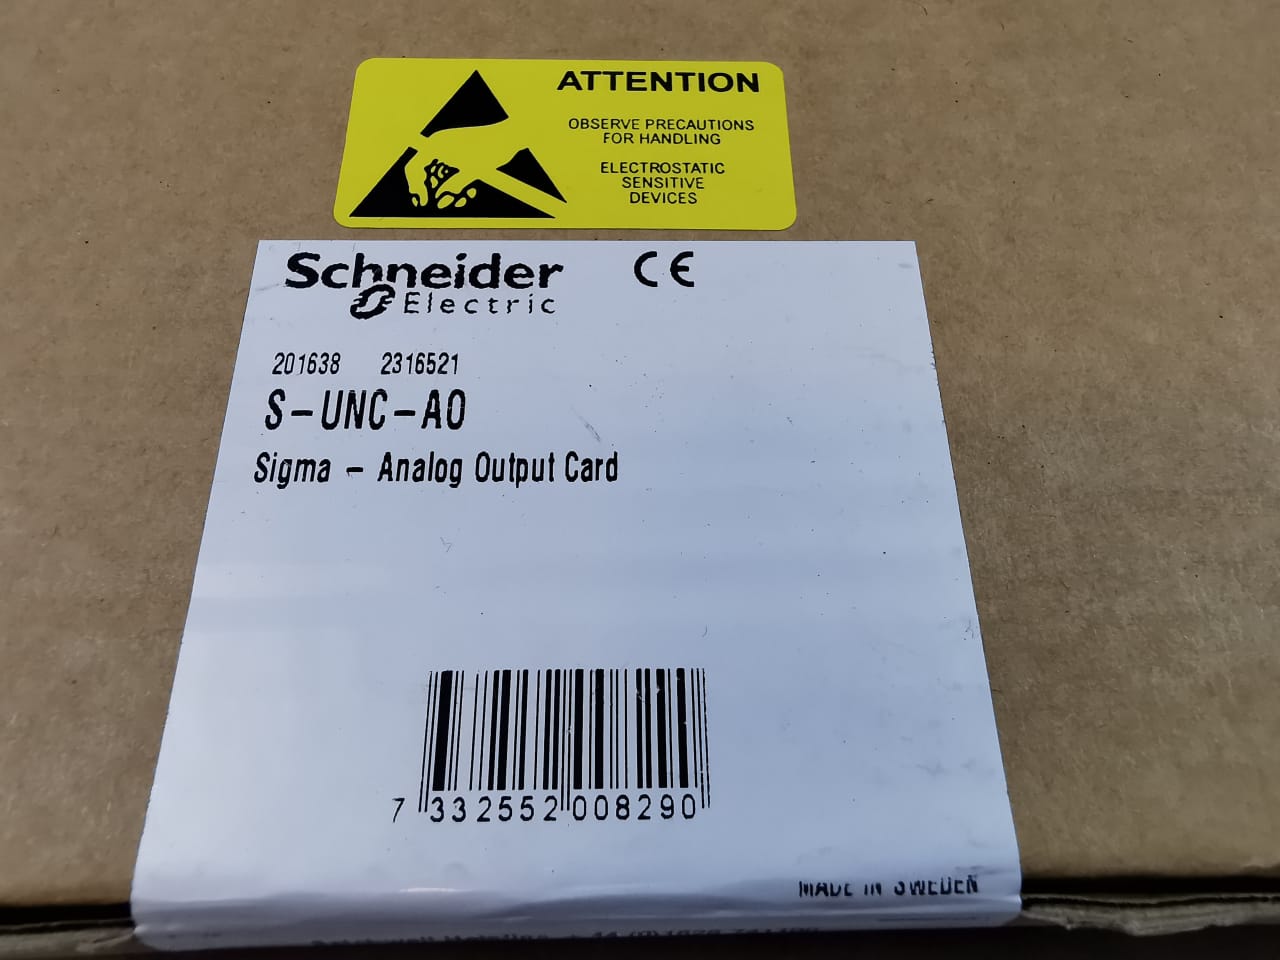 ATTENTION
OBSERVE PRECAUTIONS
FOR HANDLING
ELECTROSTATIC
SENSITIVE
DEVICES
Schneider CE
Electric
201638 2316521
S-UNC-AO
Sigma - Analog Output Card
7 332552 008290
MADE IN SWEDEN